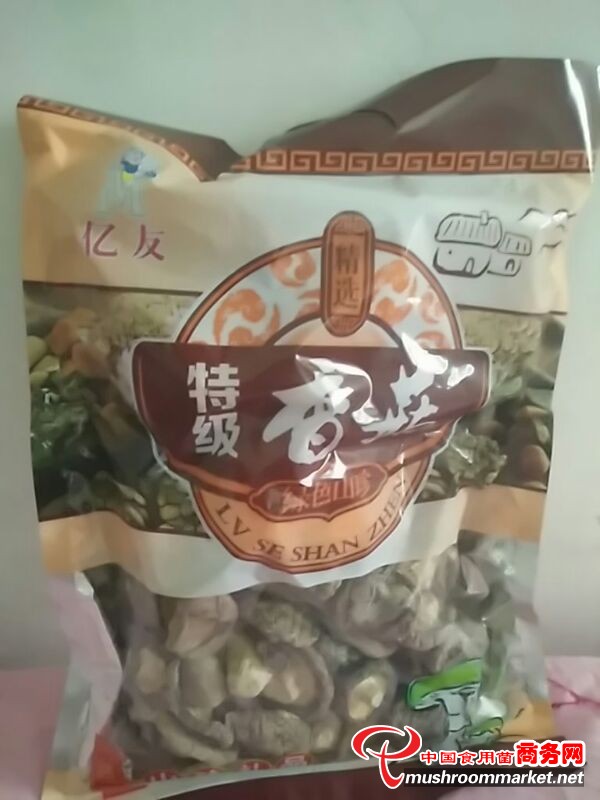 亿友
精选
特级
香菇
绿色山珍
LV SE SHAN ZHEN
中国食用菌商务网
mushroommarket.net